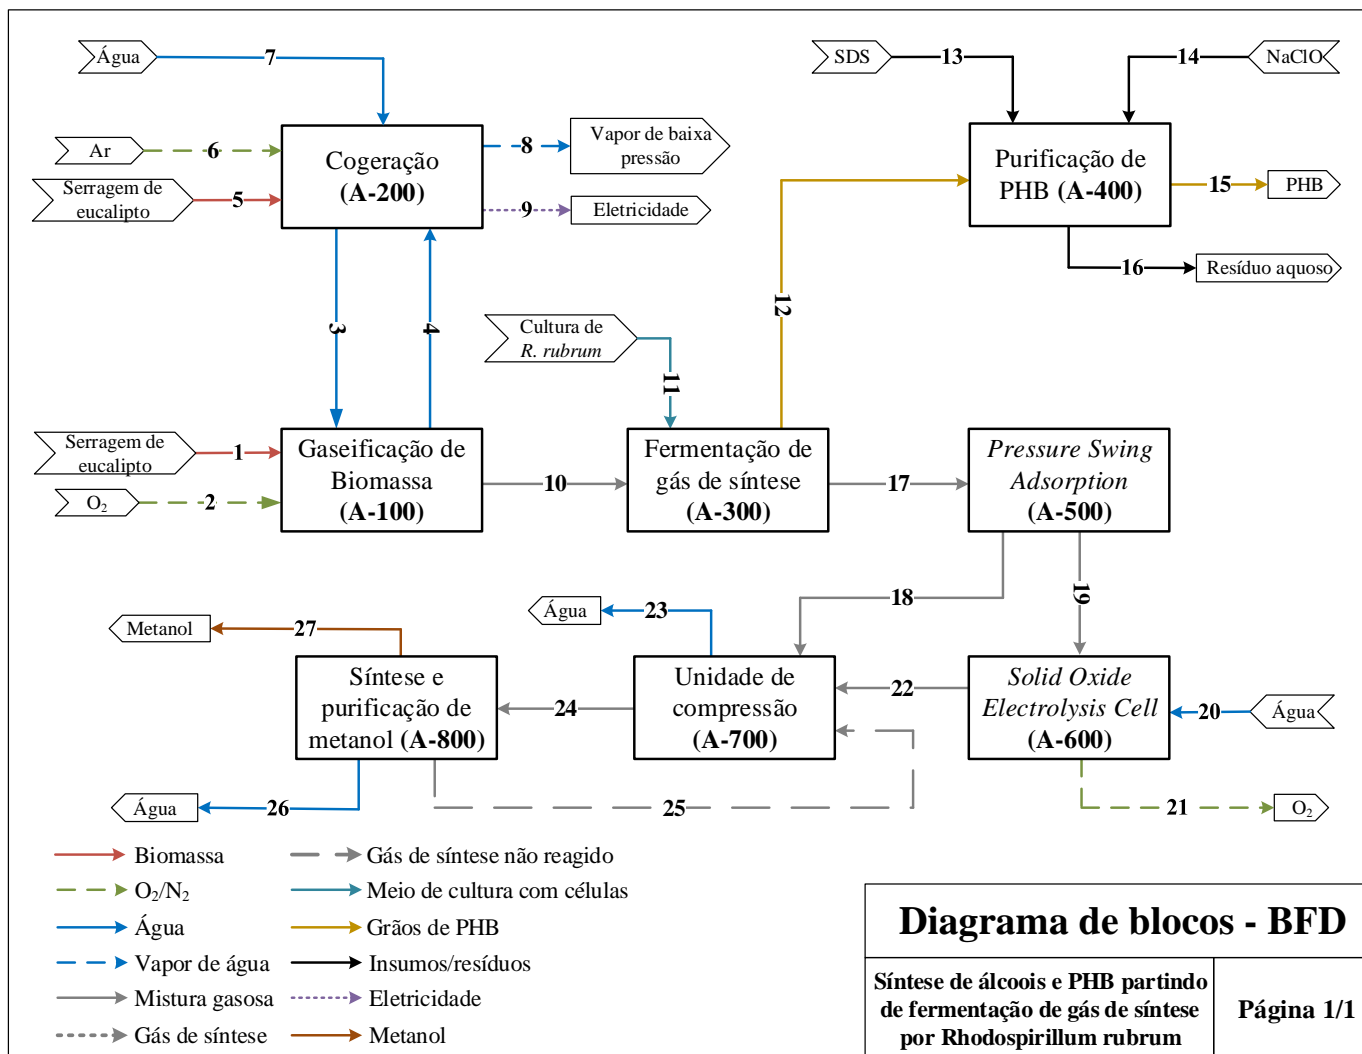 Água
7
SDS
13
14
NaClO
Ar
6
Cogeração
(A-200)
8
Vapor de baixa
pressão
Purificação de
PHB (A-400)
Serragem de
eucalipto
5
9
Eletricidade
15
PHB
16
Resíduo aquoso
3
4
12
Cultura de
R. rubrum
11
Serragem de
eucalipto
1
O2
2
Gaseificação de
Biomassa
(A-100)
10
Fermentação de
gás de síntese
(A-300)
17
Pressure Swing
Adsorption
(A-500)
18
19
Metanol
27
Água
23
Síntese e
purificação de
metanol (A-800)
24
Unidade de
compressão
(A-700)
22
Solid Oxide
Electrolysis Cell
(A-600)
20
Água
Água
26
25
21
O2
Biomassa
O2/N2
Água
Vapor de água
Mistura gasosa
Gás de síntese
Gás de síntese não reagido
Meio de cultura com células
Grãos de PHB
Insumos/resíduos
Eletricidade
Metanol
Diagrama de blocos - BFD
Síntese de álcoois e PHB partindo
de fermentação de gás de síntese
por Rhodospirillum rubrum
Página 1/1